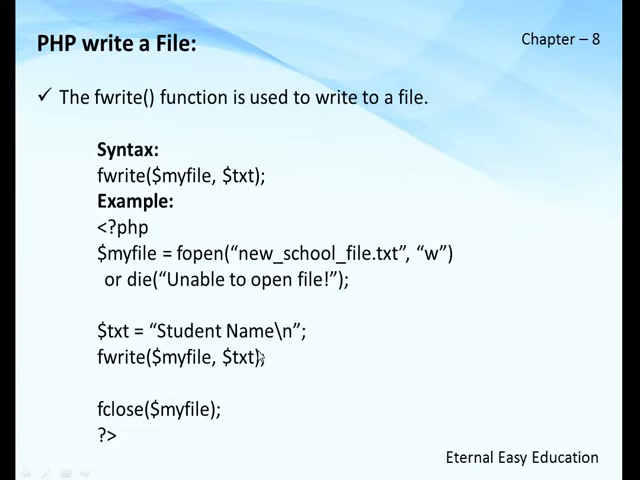 PHP write a File:
Chapter – 8
✓ The fwrite() function is used to write to a file.
Syntax:
fwrite($myfile, $txt);
Example:
<?php
$myfile = fopen(“new_school_file.txt”, “w”)
or die(“Unable to open file!”);
$txt = “Student Name\n”;
fwrite($myfile, $txt);
fclose($myfile);
?>
Eternal Easy Education